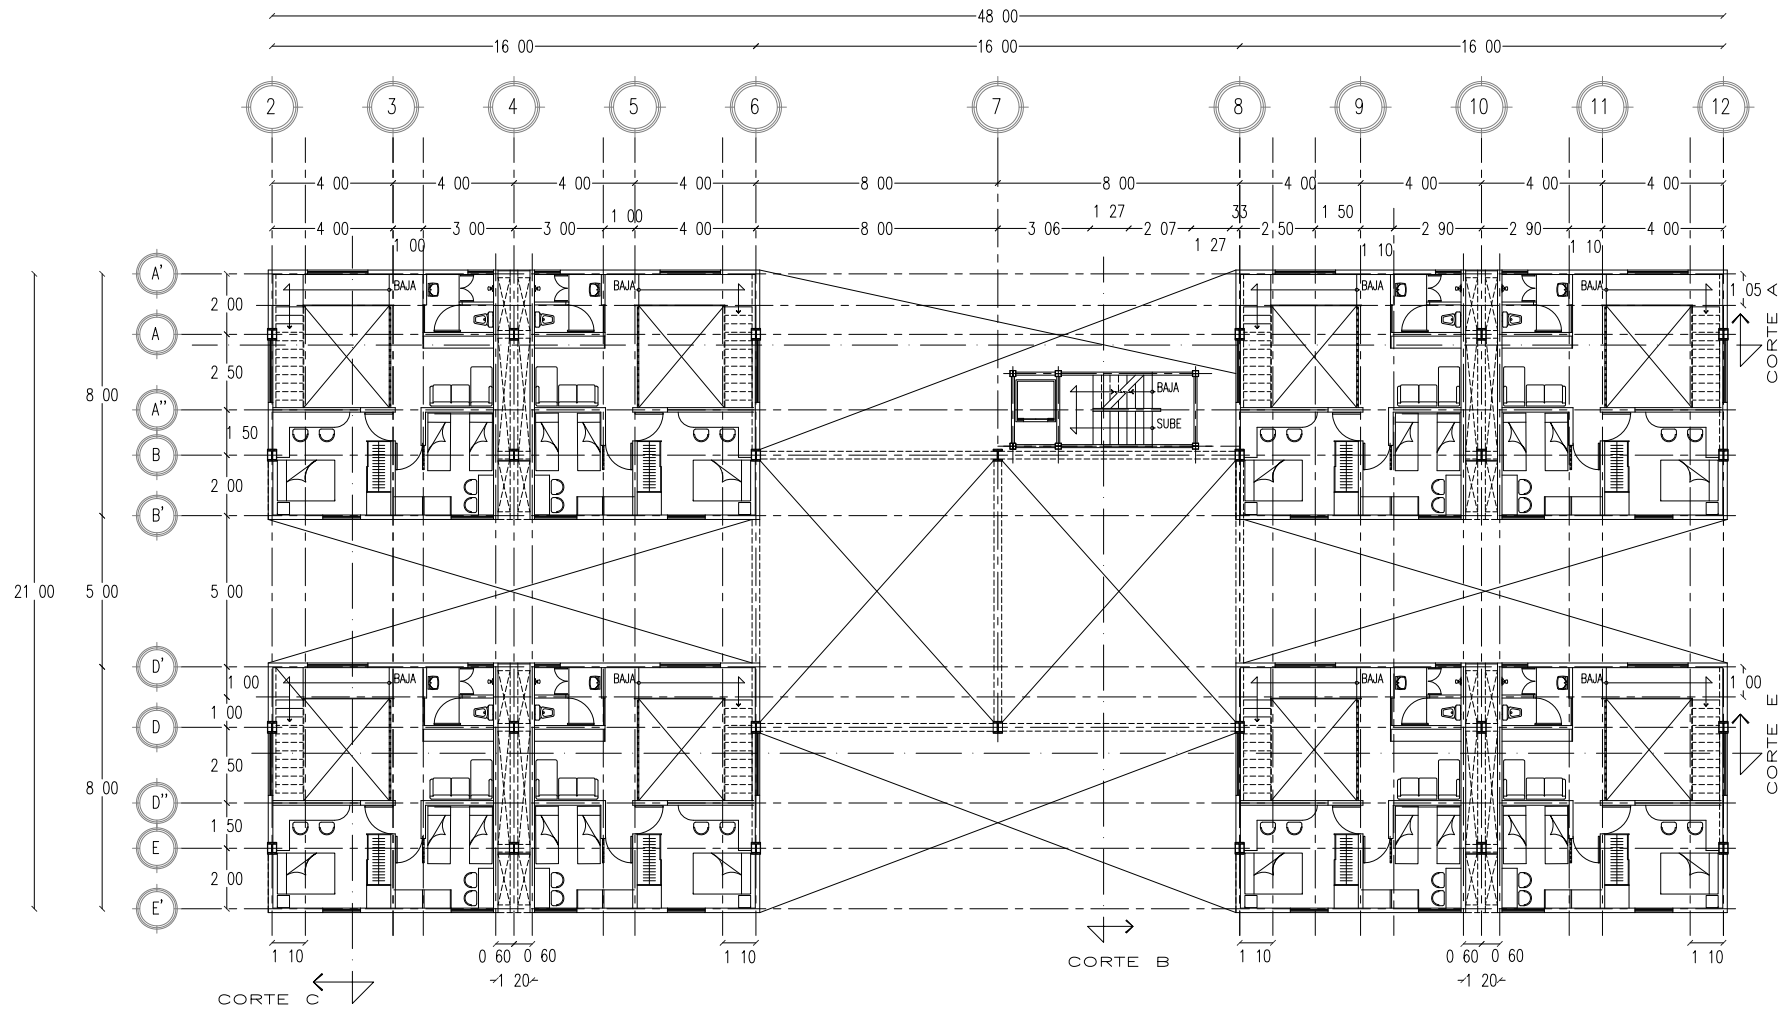 48 00
16 00 16 00 16 00
2 3 4 5 6 7 8 9 10 11 12
4 00 4 00 4 00 4 00 8 00 8 00 4 00 4 00 4 00 4 00
1 00 1 27 33 1 50
4 00 3 00 3 00 4 00 8 00 3 06 2 07 2 50 2 90 2 90 4 00
1 00 1 27 1 10 1 10
A'
BAJA BAJA BAJA BAJA
1 05
CORTE A
2 00
A
2 50
BAJA
8 00
A''
SUBE
1 50
B
2 00
B'
21 00 5 00 5 00
D'
BAJA BAJA BAJA BAJA
1 00 1 00
CORTE E
1 00
D
2 50
8 00
D''
1 50
E
2 00
E'
1 10 0 60 0 60 1 10 1 10 0 60 0 60 1 10
CORTE B
1 20 1 20
CORTE C